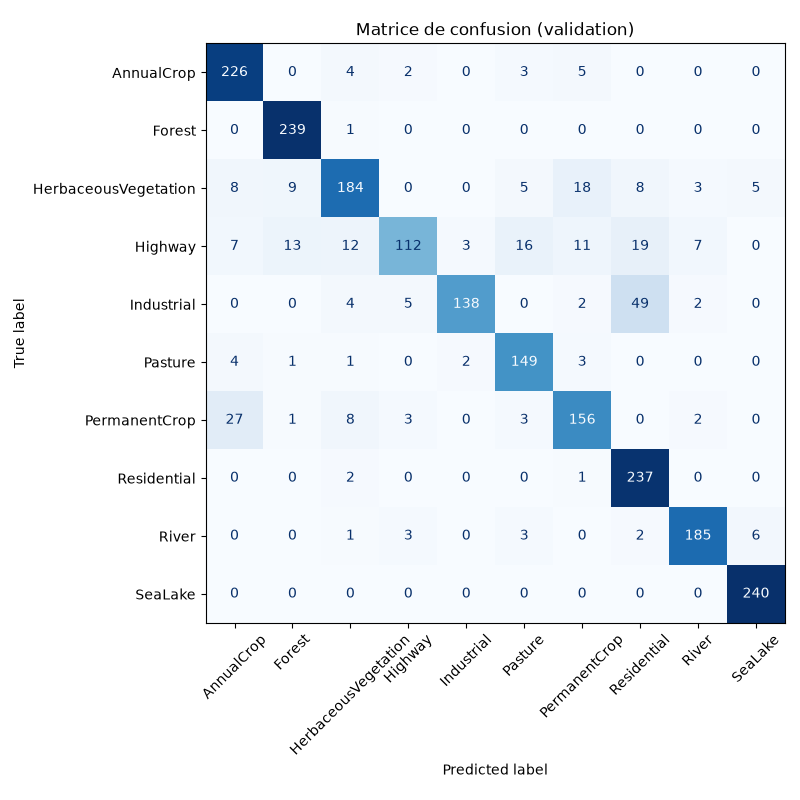 Matrice de confusion (validation)
True label
AnnualCrop 226 0 4 2 0 3 5 0 0 0
Forest 0 239 1 0 0 0 0 0 0 0
HerbaceousVegetation 8 9 184 0 0 5 18 8 3 5
Highway 7 13 12 112 3 16 11 19 7 0
Industrial 0 0 4 5 138 0 2 49 2 0
Pasture 4 1 1 0 2 149 3 0 0 0
PermanentCrop 27 1 8 3 0 3 156 0 2 0
Residential 0 0 2 0 0 0 1 237 0 0
River 0 0 1 3 0 3 0 2 185 6
SeaLake 0 0 0 0 0 0 0 0 0 240
AnnualCrop Forest HerbaceousVegetation Highway Industrial Pasture PermanentCrop Residential River SeaLake
Predicted label